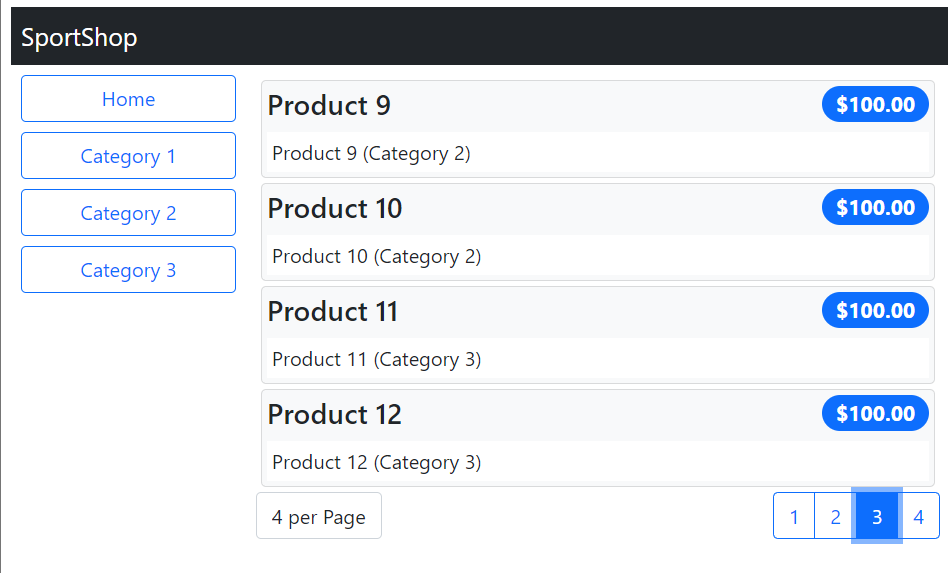 SportShop
Home
Category 1
Category 2
Category 3
Product 9 $100.00
Product 9 (Category 2)
Product 10 $100.00
Product 10 (Category 2)
Product 11 $100.00
Product 11 (Category 3)
Product 12 $100.00
Product 12 (Category 3)
4 per Page 1 2 3 4